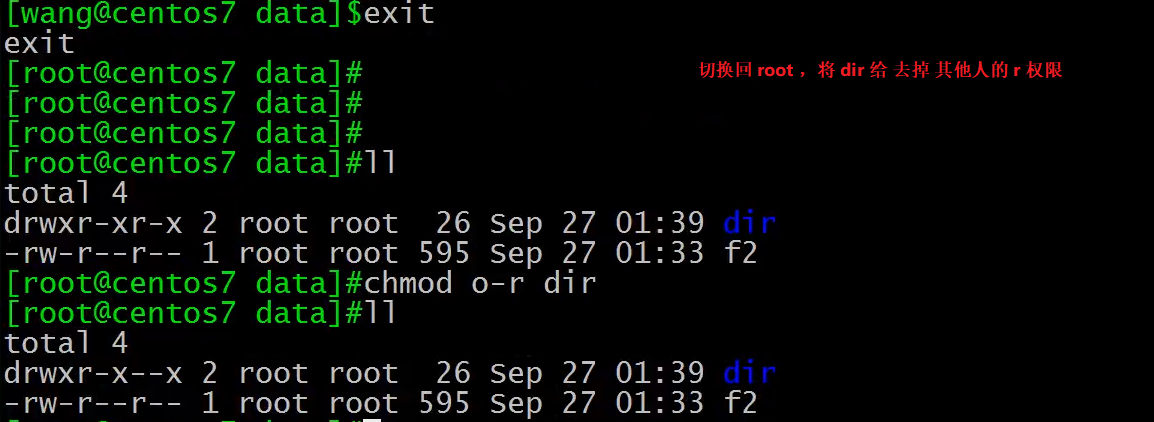 [wang@centos7 data]$exit
exit
[root@centos7 data]#
切换回 root ，将 dir 给 去掉 其他人的 r 权限
[root@centos7 data]#
[root@centos7 data]#
[root@centos7 data]#ll
total 4
drwxr-xr-x 2 root root  26 Sep 27 01:39 dir
-rw-r--r-- 1 root root 595 Sep 27 01:33 f2
[root@centos7 data]#chmod o-r dir
[root@centos7 data]#ll
total 4
drwxr-x--x 2 root root  26 Sep 27 01:39 dir
-rw-r--r-- 1 root root 595 Sep 27 01:33 f2